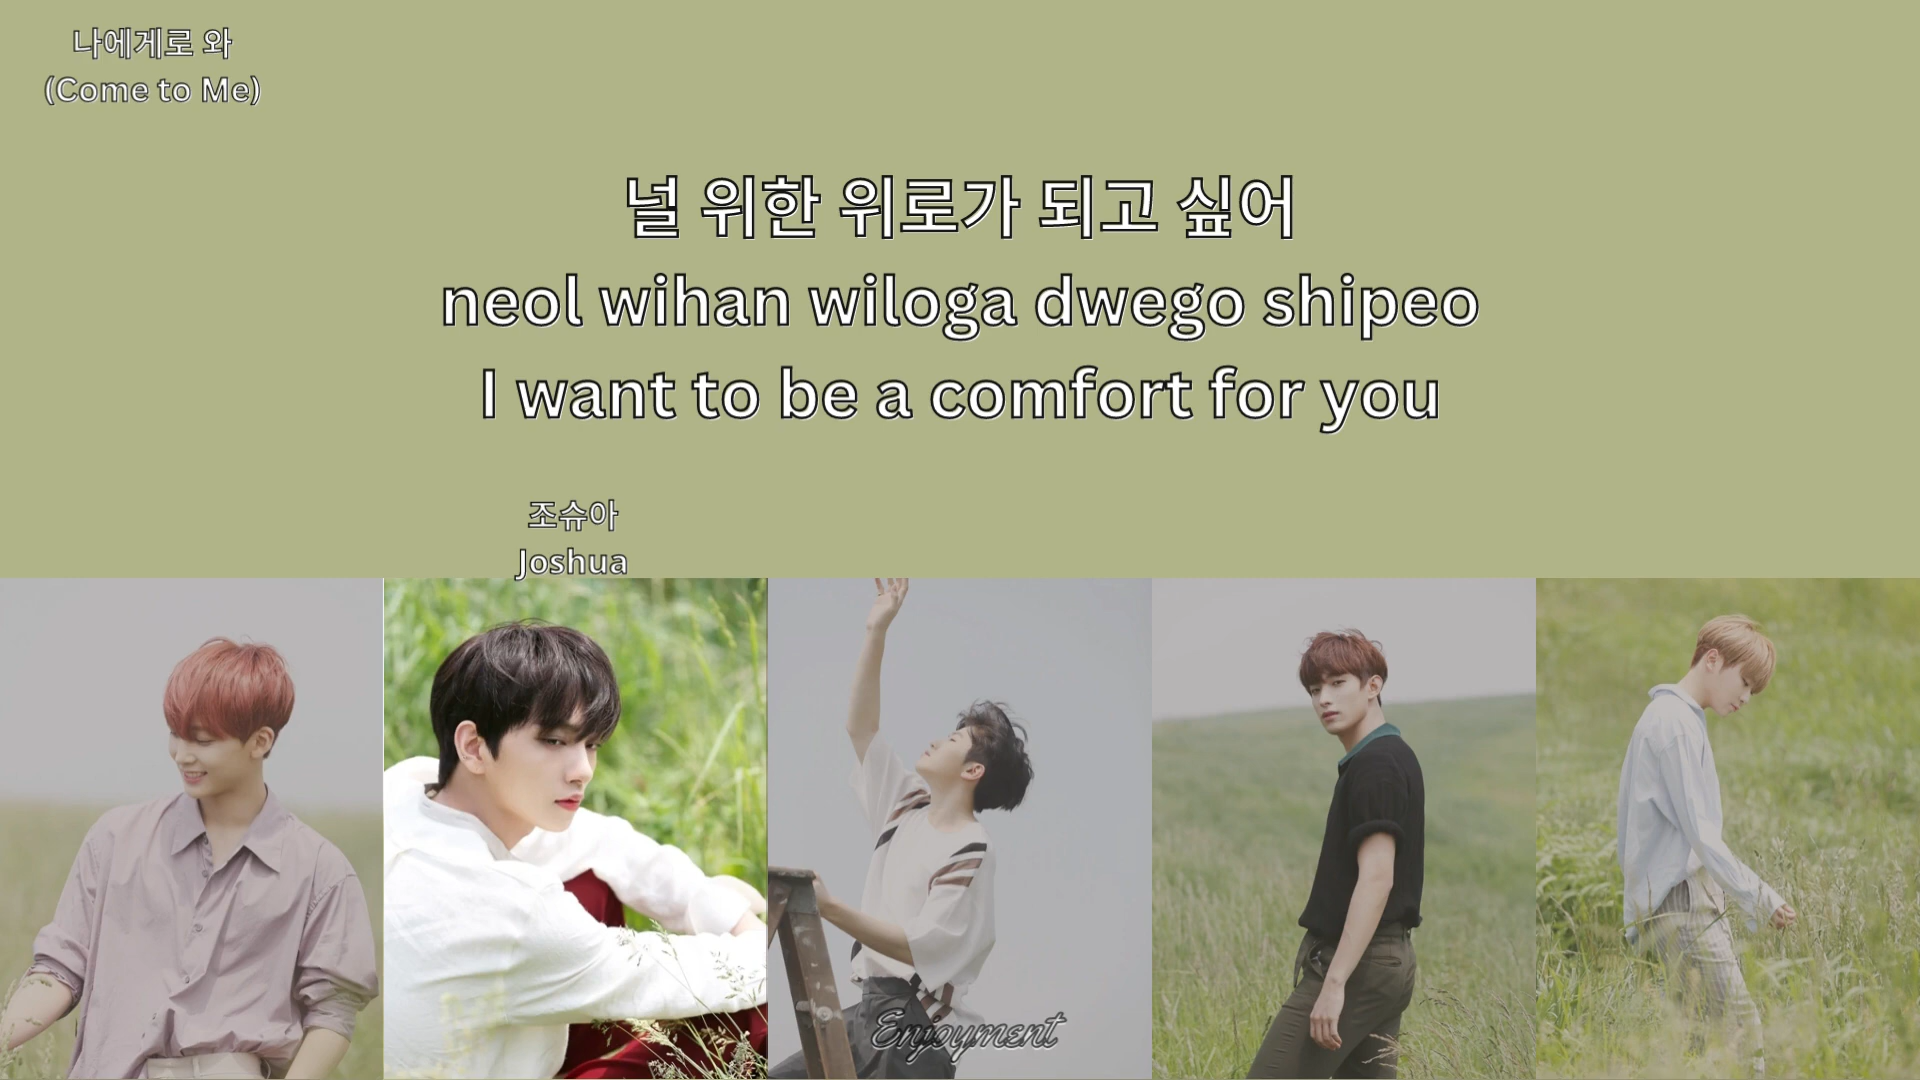 나에게로 와
(Come to Me)
널 위한 위로가 되고 싶어
neol wihan wiloga dwego shipeo
I want to be a comfort for you
조슈아
Joshua
Enjoyment